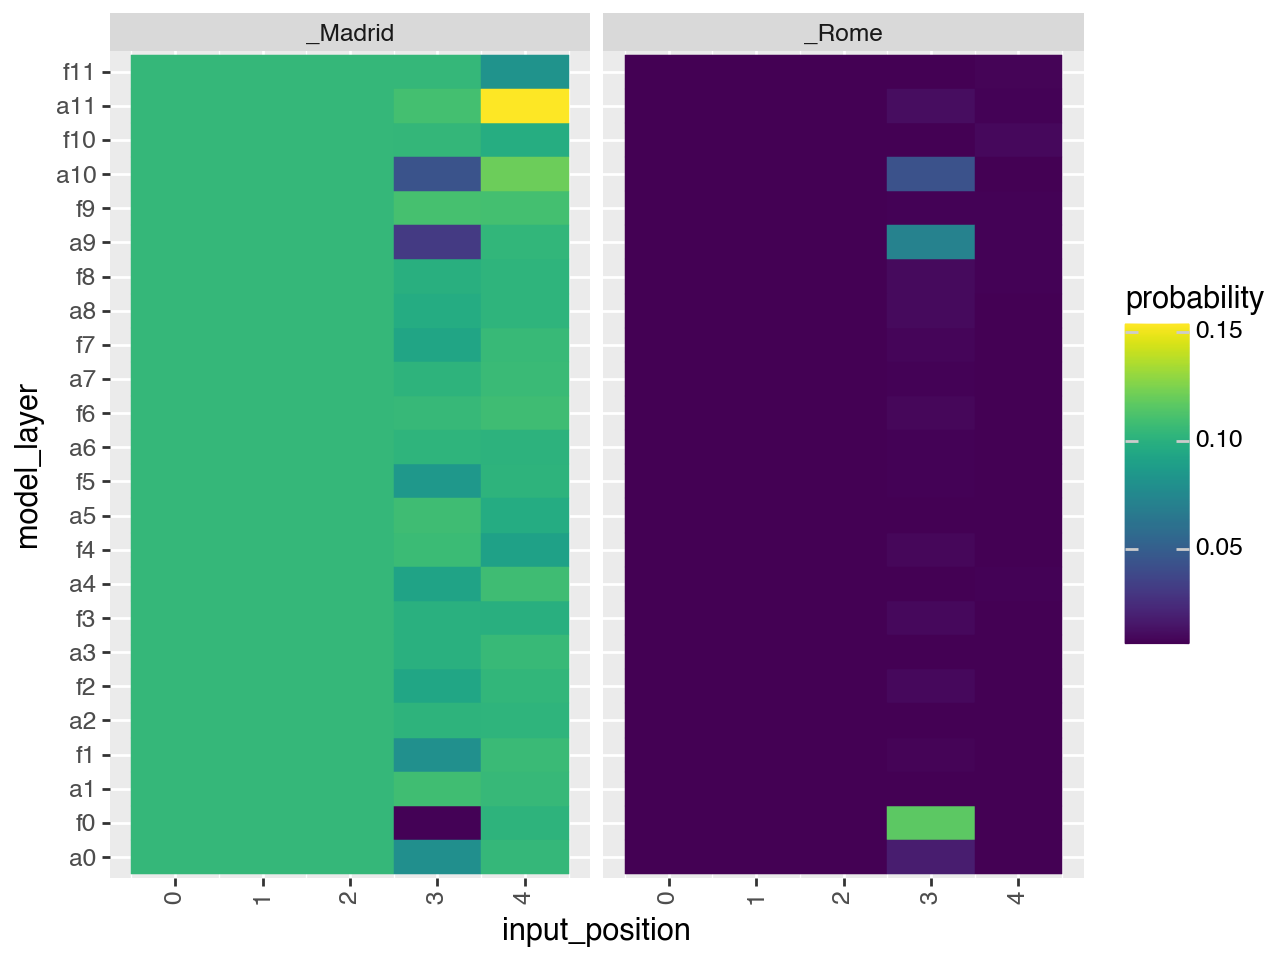 _Madrid
_Rome
f11
a11
f10
a10
f9
a9
f8
a8
f7
a7
f6
a6
f5
a5
f4
a4
f3
a3
f2
a2
f1
a1
f0
a0
model_layer
0 1 2 3 4
0 1 2 3 4
input_position
probability
0.15
0.10
0.05